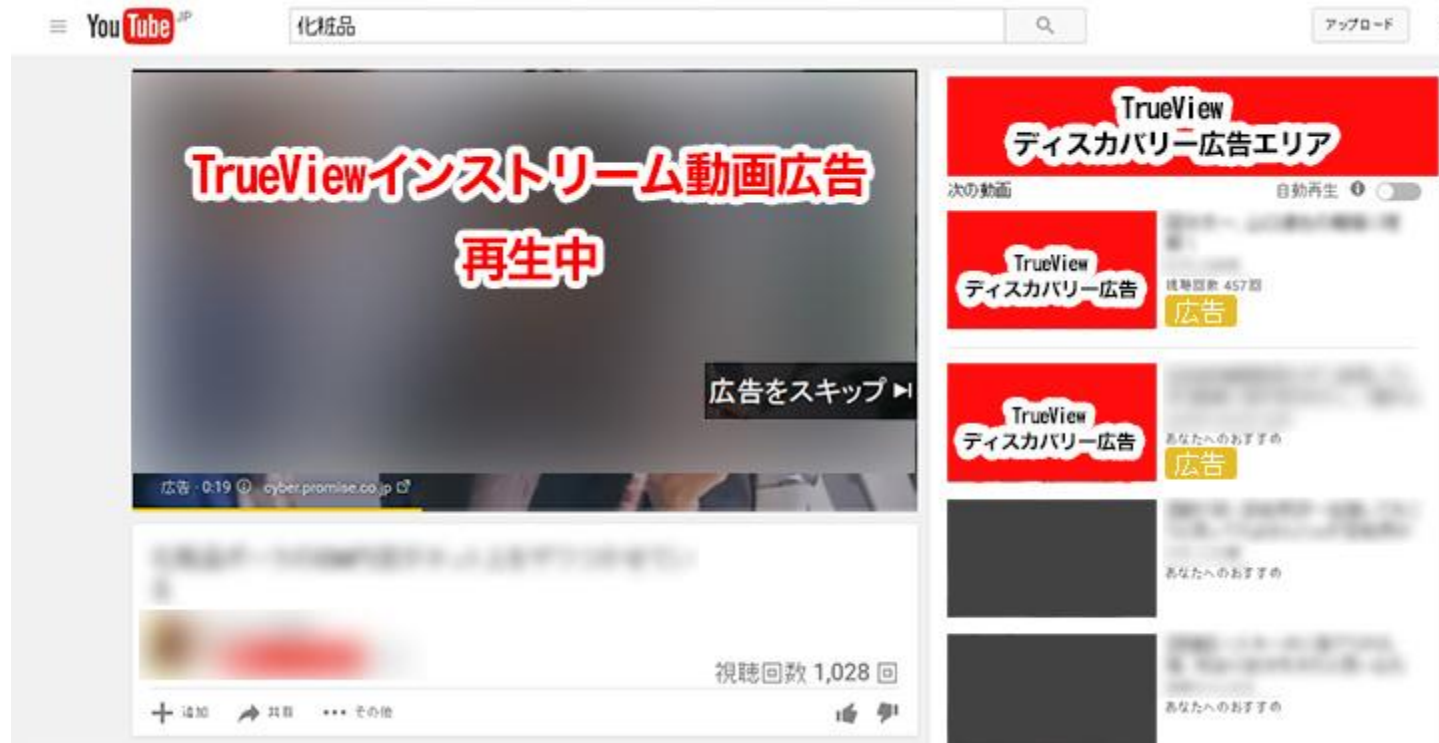 YouTube JP
化粧品
アップロード
TrueViewインストリーム動画広告
再生中
広告をスキップ
広告・0:19 cyber.promise.co.jp
視聴回数 1,028 回
追加 共有 その他
TrueView
ディスカバリー広告エリア
次の動画 自動再生
TrueView
ディスカバリー広告
視聴回数 457回
広告
TrueView
ディスカバリー広告
あなたへのおすすめ
広告
あなたへのおすすめ
あなたへのおすすめ